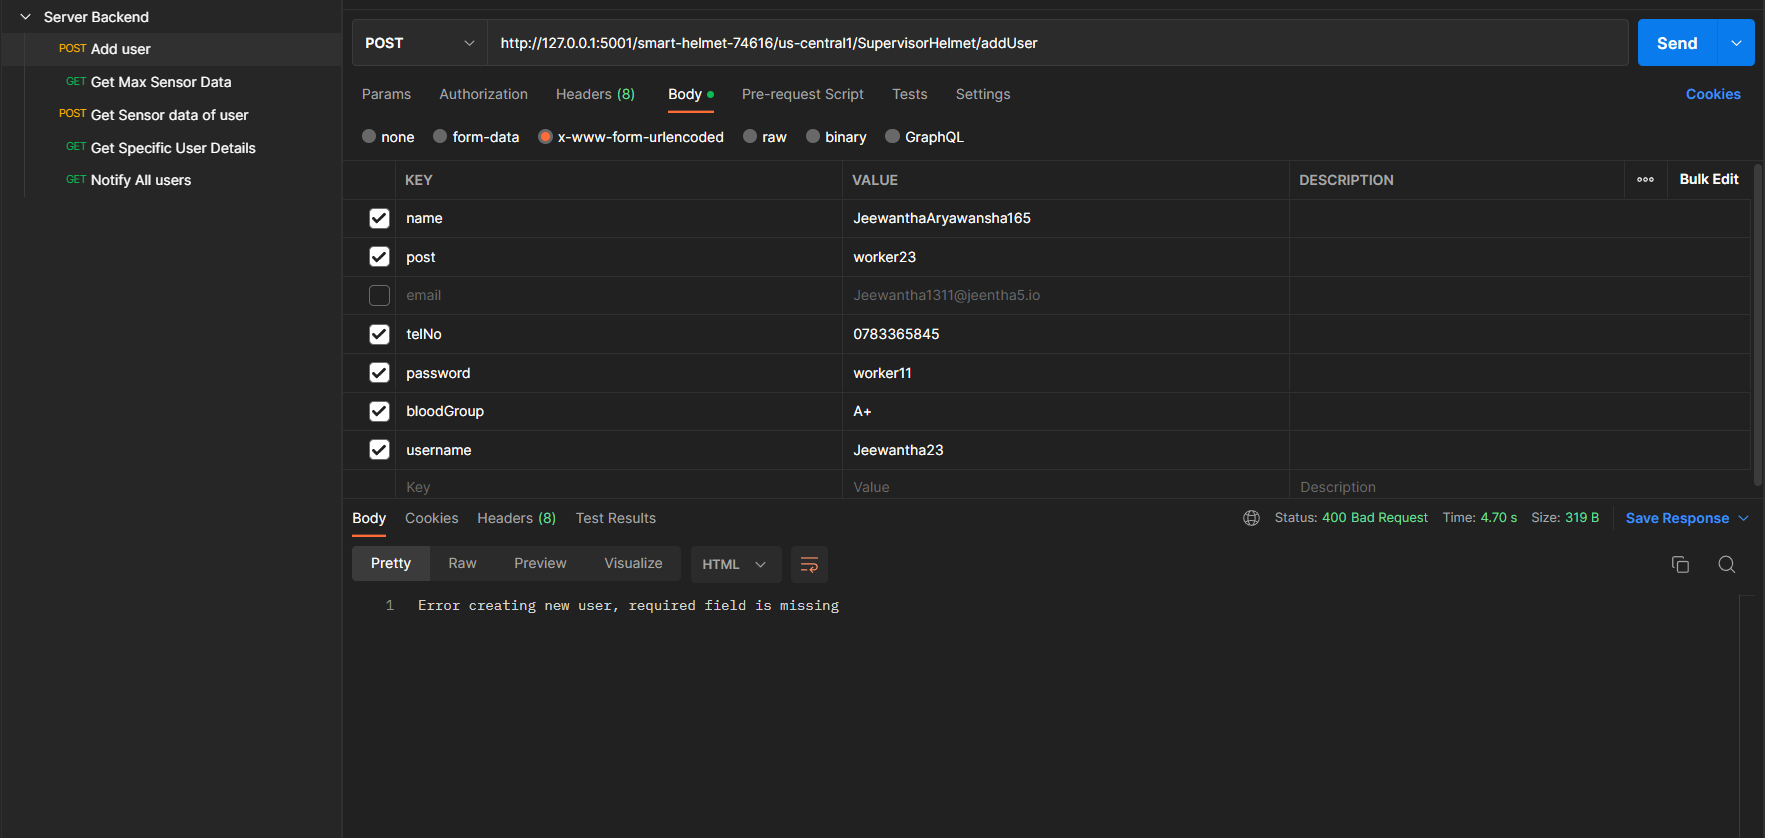 Server Backend
POST Add user
GET Get Max Sensor Data
POST Get Sensor data of user
GET Get Specific User Details
GET Notify All users
POST http://127.0.0.1:5001/smart-helmet-74616/us-central1/SupervisorHelmet/addUser Send
Params Authorization Headers (8) Body Pre-request Script Tests Settings Cookies
none form-data x-www-form-urlencoded raw binary GraphQL
KEY VALUE DESCRIPTION Bulk Edit
name JeewanthaAryawansha165
post worker23
email Jeewantha1311@jeentha5.io
telNo 0783365845
password worker11
bloodGroup A+
username Jeewantha23
Key Value Description
Body Cookies Headers (8) Test Results Status: 400 Bad Request Time: 4.70 s Size: 319 B Save Response
Pretty Raw Preview Visualize HTML
1 Error creating new user, required field is missing